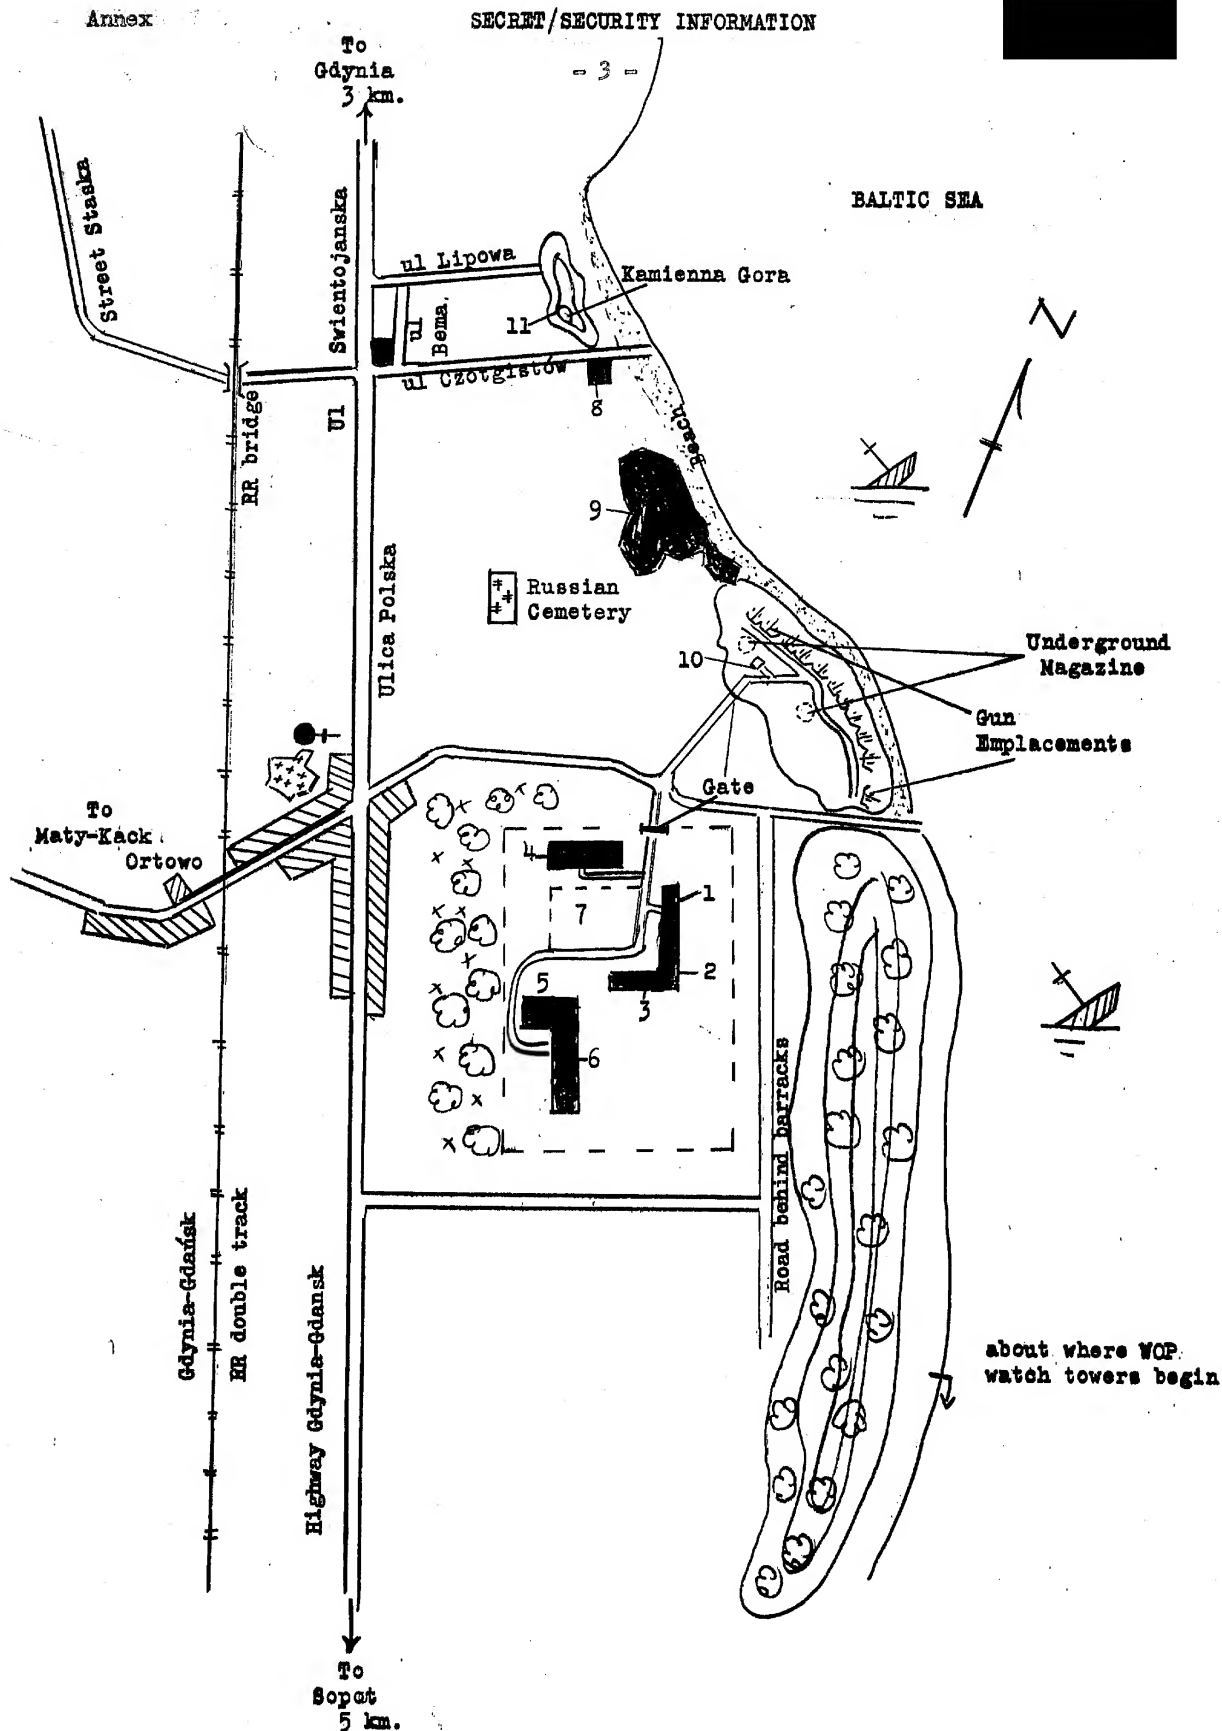 Annex
SECRET/SECURITY INFORMATION
- 3 -
To
Gdynia
3 km.
BALTIC SEA
Street Staska
Swientojanska
Ul
ul Lipowa
Kamienna Gora
11
ul
Bema
ul Czotgistów
8
RR bridge
Beach
9
Russian
Cemetery
Ulica Polska
10
Underground
Magazine
Gun
Emplacements
Gate
To
Maty-Kack
Ortowo
4
1
7
2
5
3
6
Road behind barracks
Gdynia-Gdańsk
RR double track
Highway Gdynia-Gdansk
about where WOP
watch towers begin
To
Sopot
5 km.
N